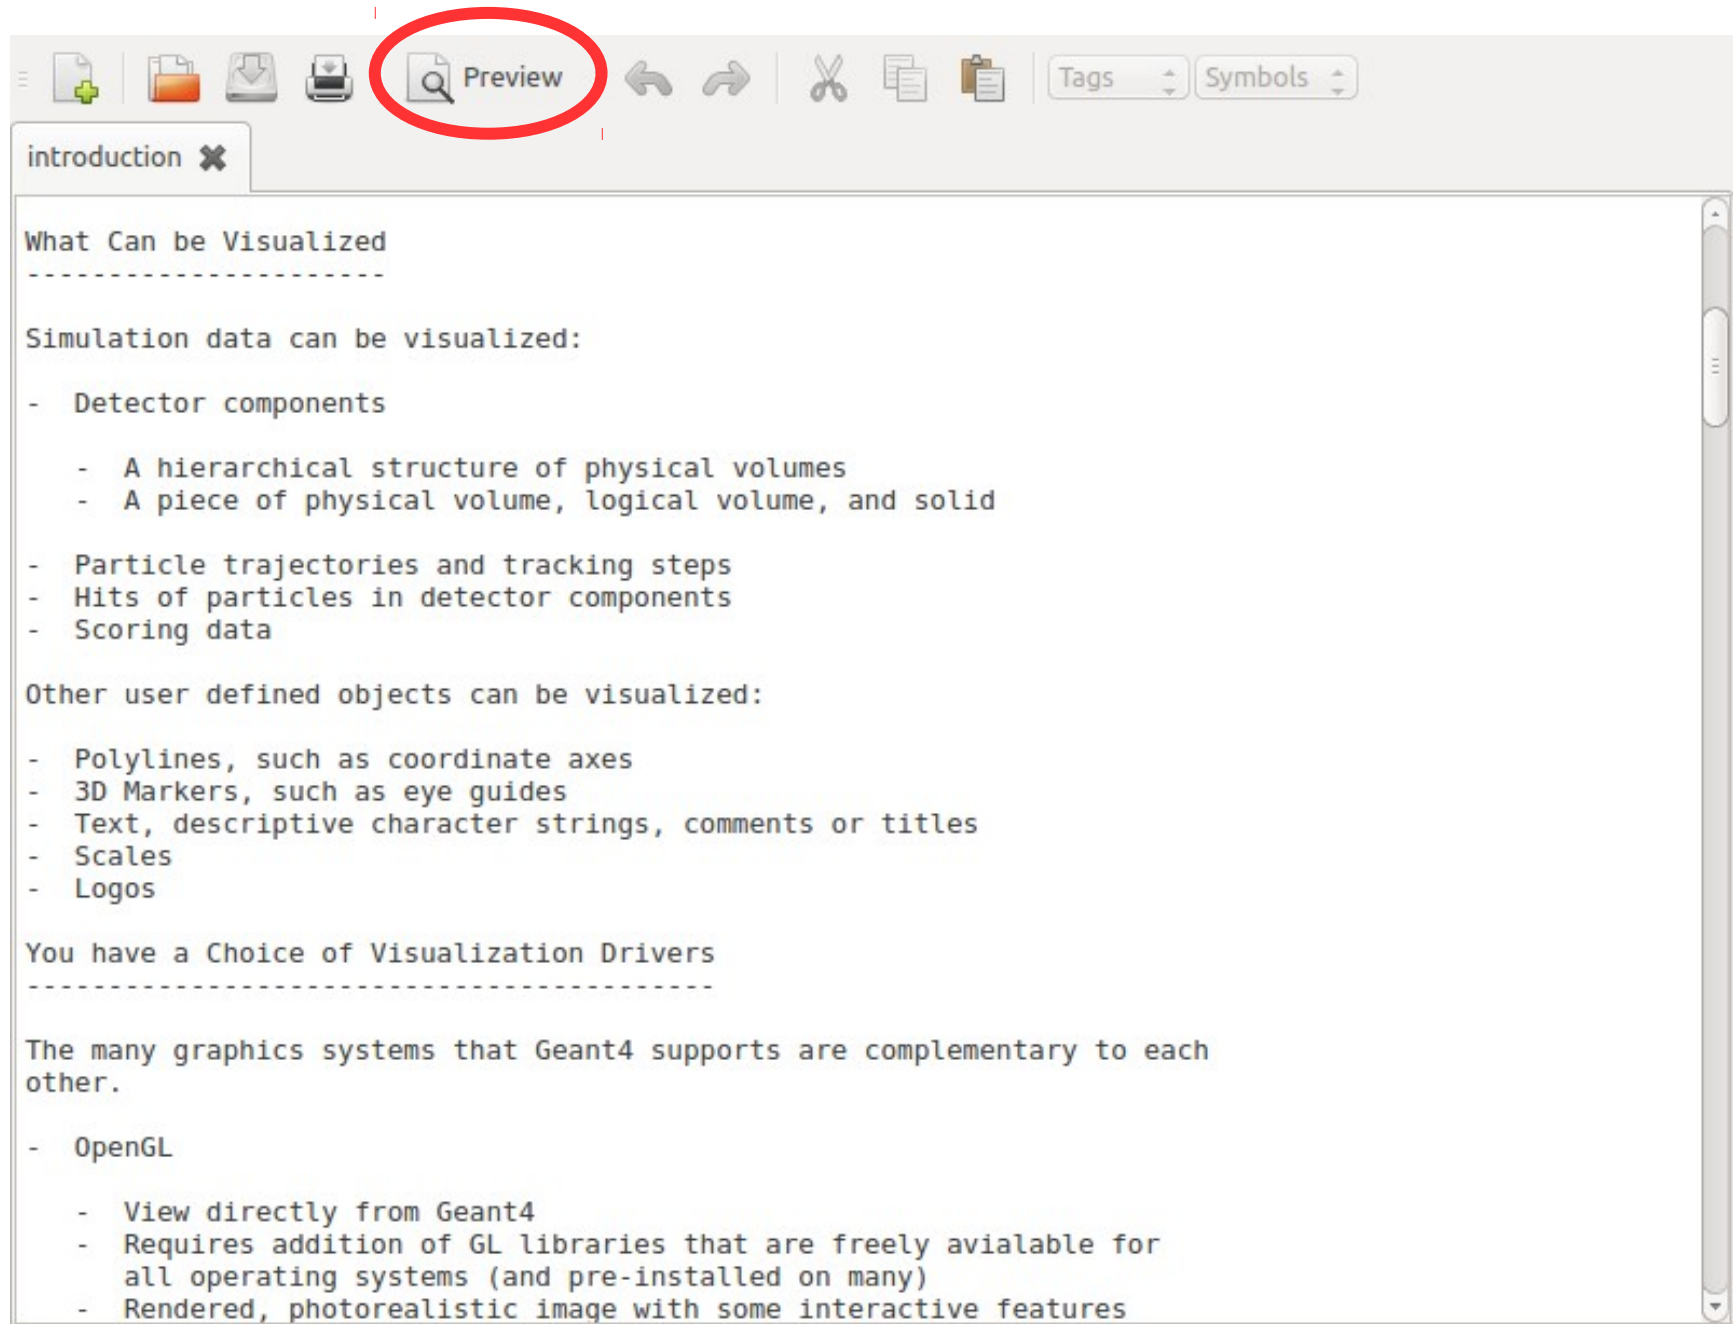 Preview
Tags
Symbols
introduction
What Can be Visualized
----------------------
Simulation data can be visualized:
-  Detector components
   -  A hierarchical structure of physical volumes
   -  A piece of physical volume, logical volume, and solid
-  Particle trajectories and tracking steps
-  Hits of particles in detector components
-  Scoring data
Other user defined objects can be visualized:
-  Polylines, such as coordinate axes
-  3D Markers, such as eye guides
-  Text, descriptive character strings, comments or titles
-  Scales
-  Logos
You have a Choice of Visualization Drivers
------------------------------------------
The many graphics systems that Geant4 supports are complementary to each
other.
-  OpenGL
   -  View directly from Geant4
   -  Requires addition of GL libraries that are freely avialable for
      all operating systems (and pre-installed on many)
   -  Rendered, photorealistic image with some interactive features